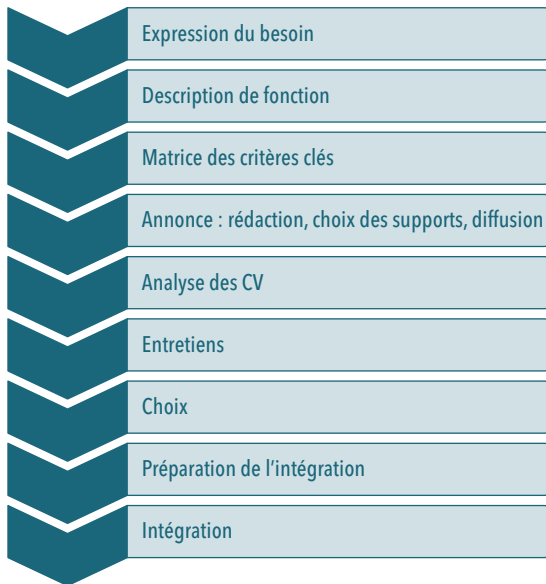 Expression du besoin
Description de fonction
Matrice des critères clés
Annonce : rédaction, choix des supports, diffusion
Analyse des CV
Entretiens
Choix
Préparation de l’intégration
Intégration